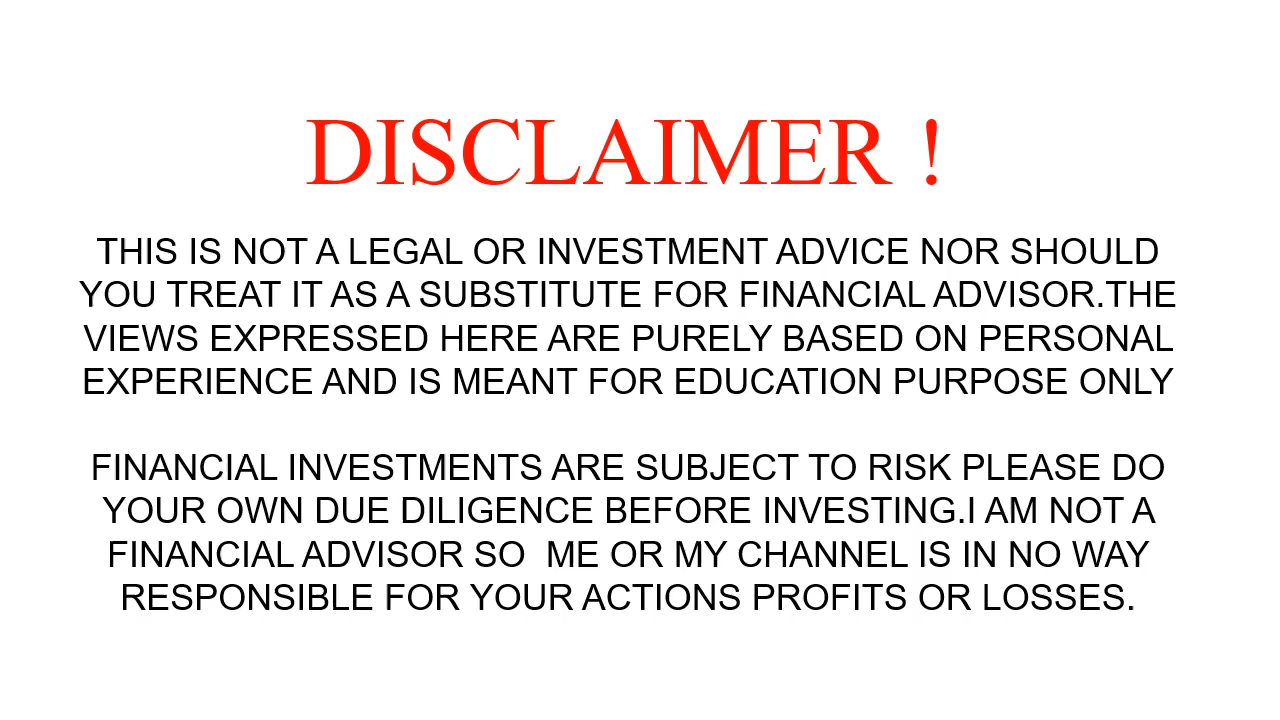 DISCLAIMER !
THIS IS NOT A LEGAL OR INVESTMENT ADVICE NOR SHOULD
YOU TREAT IT AS A SUBSTITUTE FOR FINANCIAL ADVISOR.THE
VIEWS EXPRESSED HERE ARE PURELY BASED ON PERSONAL
EXPERIENCE AND IS MEANT FOR EDUCATION PURPOSE ONLY
FINANCIAL INVESTMENTS ARE SUBJECT TO RISK PLEASE DO
YOUR OWN DUE DILIGENCE BEFORE INVESTING.I AM NOT A
FINANCIAL ADVISOR SO  ME OR MY CHANNEL IS IN NO WAY
RESPONSIBLE FOR YOUR ACTIONS PROFITS OR LOSSES.